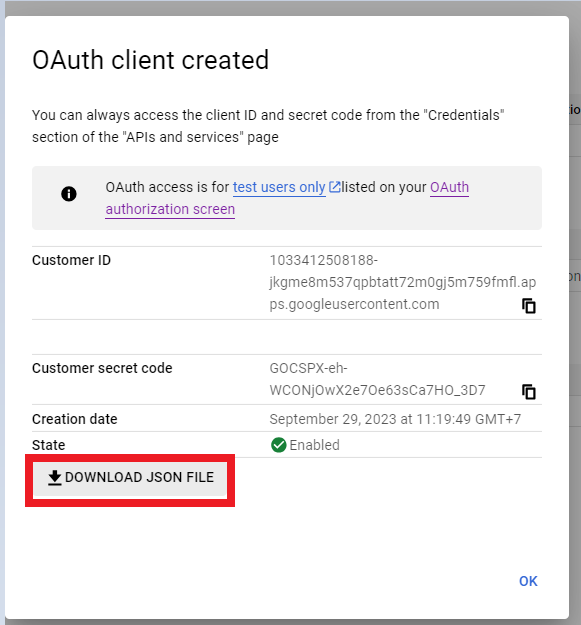 OAuth client created
You can always access the client ID and secret code from the "Credentials"
section of the "APIs and services" page
OAuth access is for test users only listed on your OAuth
authorization screen
Customer ID
1033412508188-
jkgme8m537qpbtatt72m0gj5m759fmfl.ap
ps.googleusercontent.com
Customer secret code
GOCSPX-eh-
WCONjOwX2e7Oe63sCa7HO_3D7
Creation date September 29, 2023 at 11:19:49 GMT+7
State Enabled
DOWNLOAD JSON FILE
OK